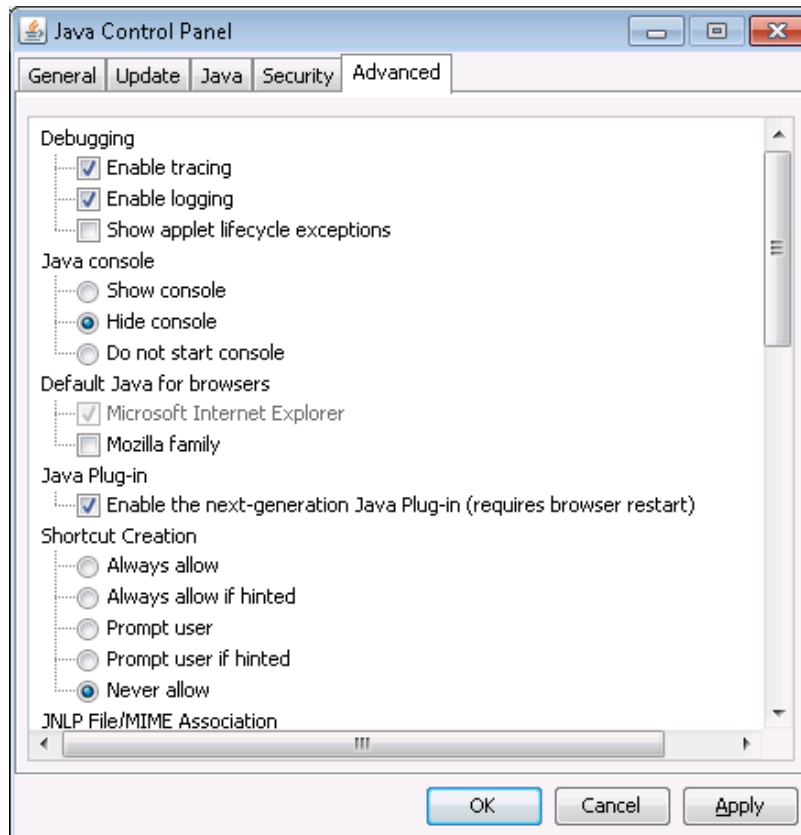 Java Control Panel
General Update Java Security Advanced
Debugging
Enable tracing
Enable logging
Show applet lifecycle exceptions
Java console
Show console
Hide console
Do not start console
Default Java for browsers
Microsoft Internet Explorer
Mozilla family
Java Plug-in
Enable the next-generation Java Plug-in (requires browser restart)
Shortcut Creation
Always allow
Always allow if hinted
Prompt user
Prompt user if hinted
Never allow
JNLP File/MIME Association
OK Cancel Apply